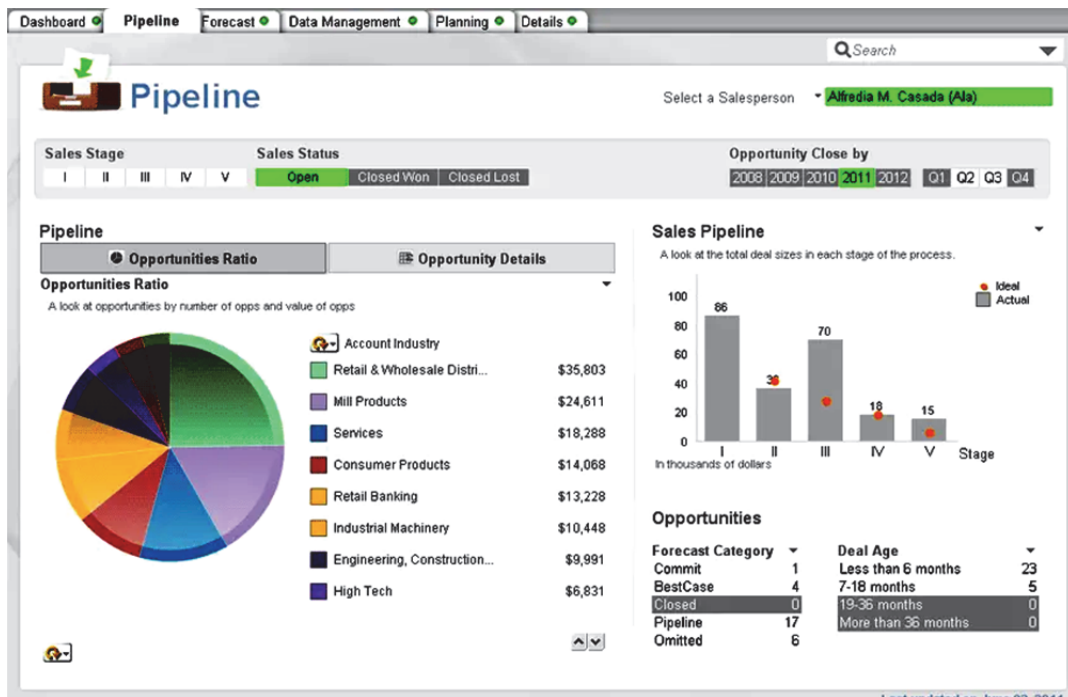 Dashboard Pipeline Forecast Data Management Planning Details
Search
Pipeline
Select a Salesperson Alfredia M. Casada (Ala)
Sales Stage Sales Status Opportunity Close by
I II III IV V Open Closed Won Closed Lost 2008 2009 2010 2011 2012 Q1 Q2 Q3 Q4
Pipeline
Opportunities Ratio Opportunity Details
Opportunities Ratio
A look at opportunities by number of opps and value of opps
Account Industry
Retail & Wholesale Distri... $35,803
Mill Products $24,611
Services $18,288
Consumer Products $14,068
Retail Banking $13,228
Industrial Machinery $10,448
Engineering, Construction... $9,991
High Tech $6,831
Sales Pipeline
A look at the total deal sizes in each stage of the process.
Ideal
Actual
100
80
60
40
20
0
86
70
18
15
I II III IV V Stage
In thousands of dollars
Opportunities
Forecast Category Deal Age
Commit 1 Less than 6 months 23
BestCase 4 7-18 months 5
Closed 0 19-36 months 0
Pipeline 17 More than 36 months 0
Omitted 6